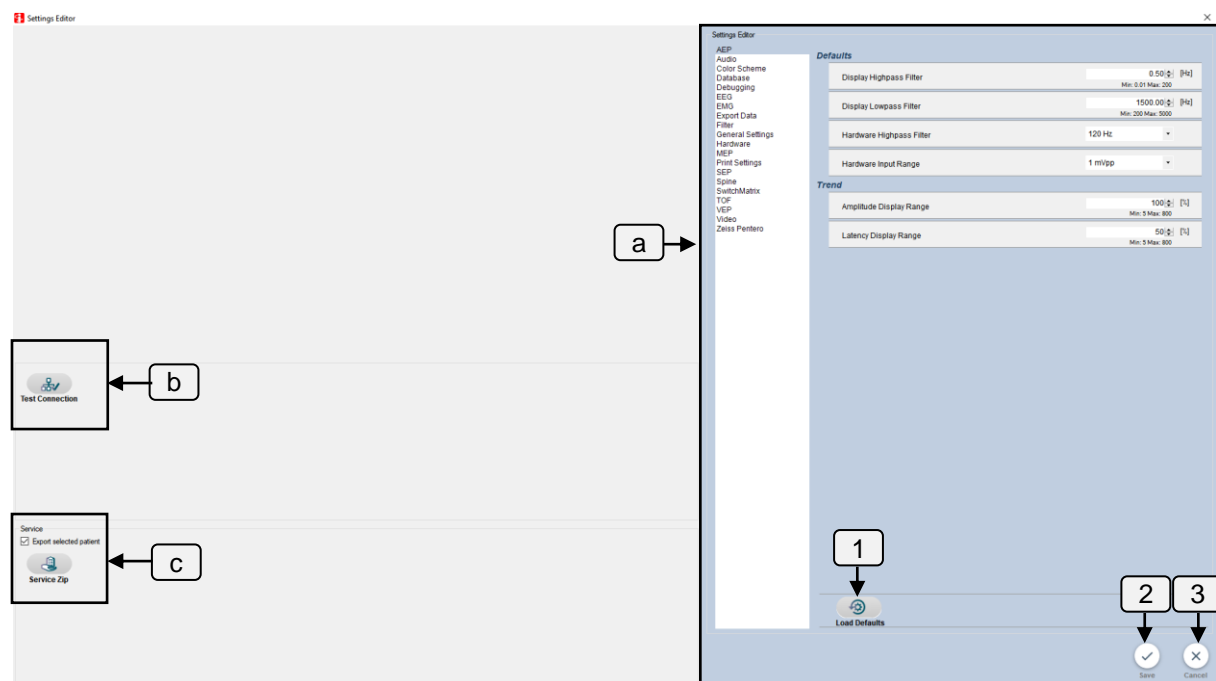 Settings Editor
Settings Editor
AEP
Audio
Color Scheme
Database
Debugging
EEG
EMG
Export Data
Filter
General Settings
Hardware
MEP
Print Settings
SEP
Spine
SwitchMatrix
TOF
VEP
Video
Zeiss Pentero
Defaults
Display Highpass Filter 0.50 [Hz]
Min: 0.01 Max: 200
Display Lowpass Filter 1500.00 [Hz]
Min: 200 Max: 5000
Hardware Highpass Filter 120 Hz
Hardware Input Range 1 mVpp
Trend
Amplitude Display Range 100 [%]
Min: 5 Max: 800
Latency Display Range 50 [%]
Min: 5 Max: 800
a
Test Connection
b
Service
Export selected patient
Service Zip
c
1
Load Defaults
2
3
Save
Cancel